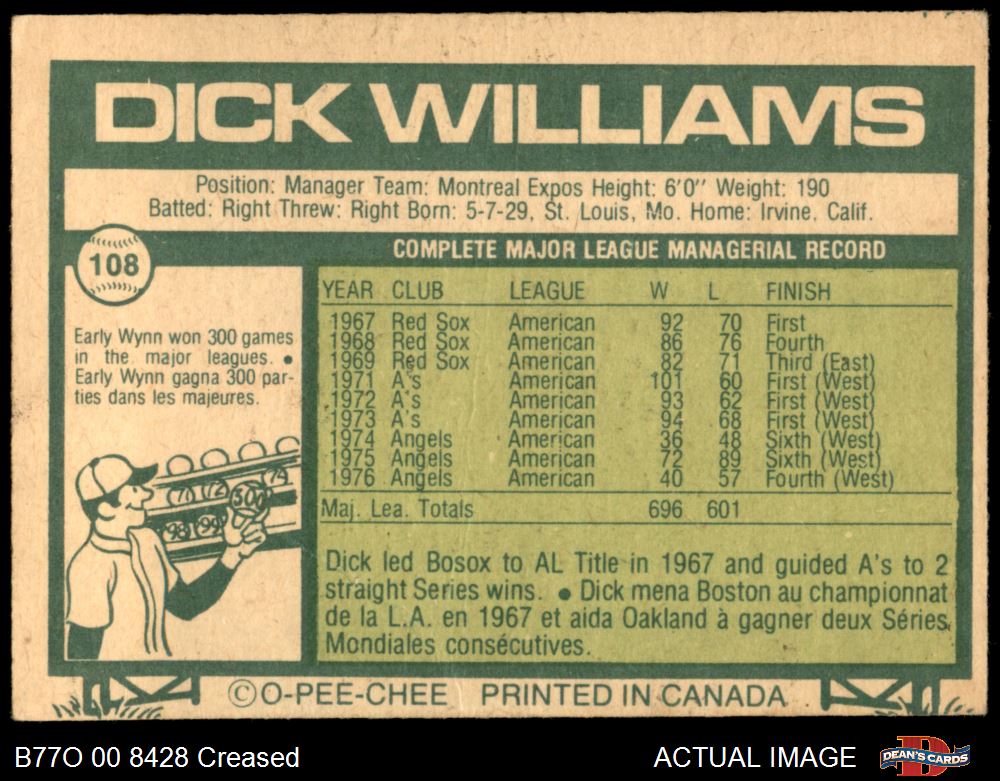 DICK WILLIAMS
Position: Manager Team: Montreal Expos Height: 6'0" Weight: 190
Batted: Right Threw: Right Born: 5-7-29, St. Louis, Mo. Home: Irvine, Calif.
108
COMPLETE MAJOR LEAGUE MANAGERIAL RECORD
YEAR CLUB LEAGUE W L FINISH
1967 Red Sox American 92 70 First
1968 Red Sox American 86 76 Fourth
1969 Red Sox American 82 71 Third (East)
1971 A's American 101 60 First (West)
1972 A's American 93 62 First (West)
1973 A's American 94 68 First (West)
1974 Angels American 36 48 Sixth (West)
1975 Angels American 72 89 Sixth (West)
1976 Angels American 40 57 Fourth (West)
Maj. Lea. Totals 696 601
Early Wynn won 300 games
in the major leagues. •
Early Wynn gagna 300 par-
ties dans les majeures.
71 72 300 74
98 99
Dick led Bosox to AL Title in 1967 and guided A's to 2
straight Series wins. • Dick mena Boston au championnat
de la L.A. en 1967 et aida Oakland à gagner deux Séries
Mondiales consécutives.
© O-PEE-CHEE PRINTED IN CANADA
B77O 00 8428 Creased
ACTUAL IMAGE
DEAN'S CARDS